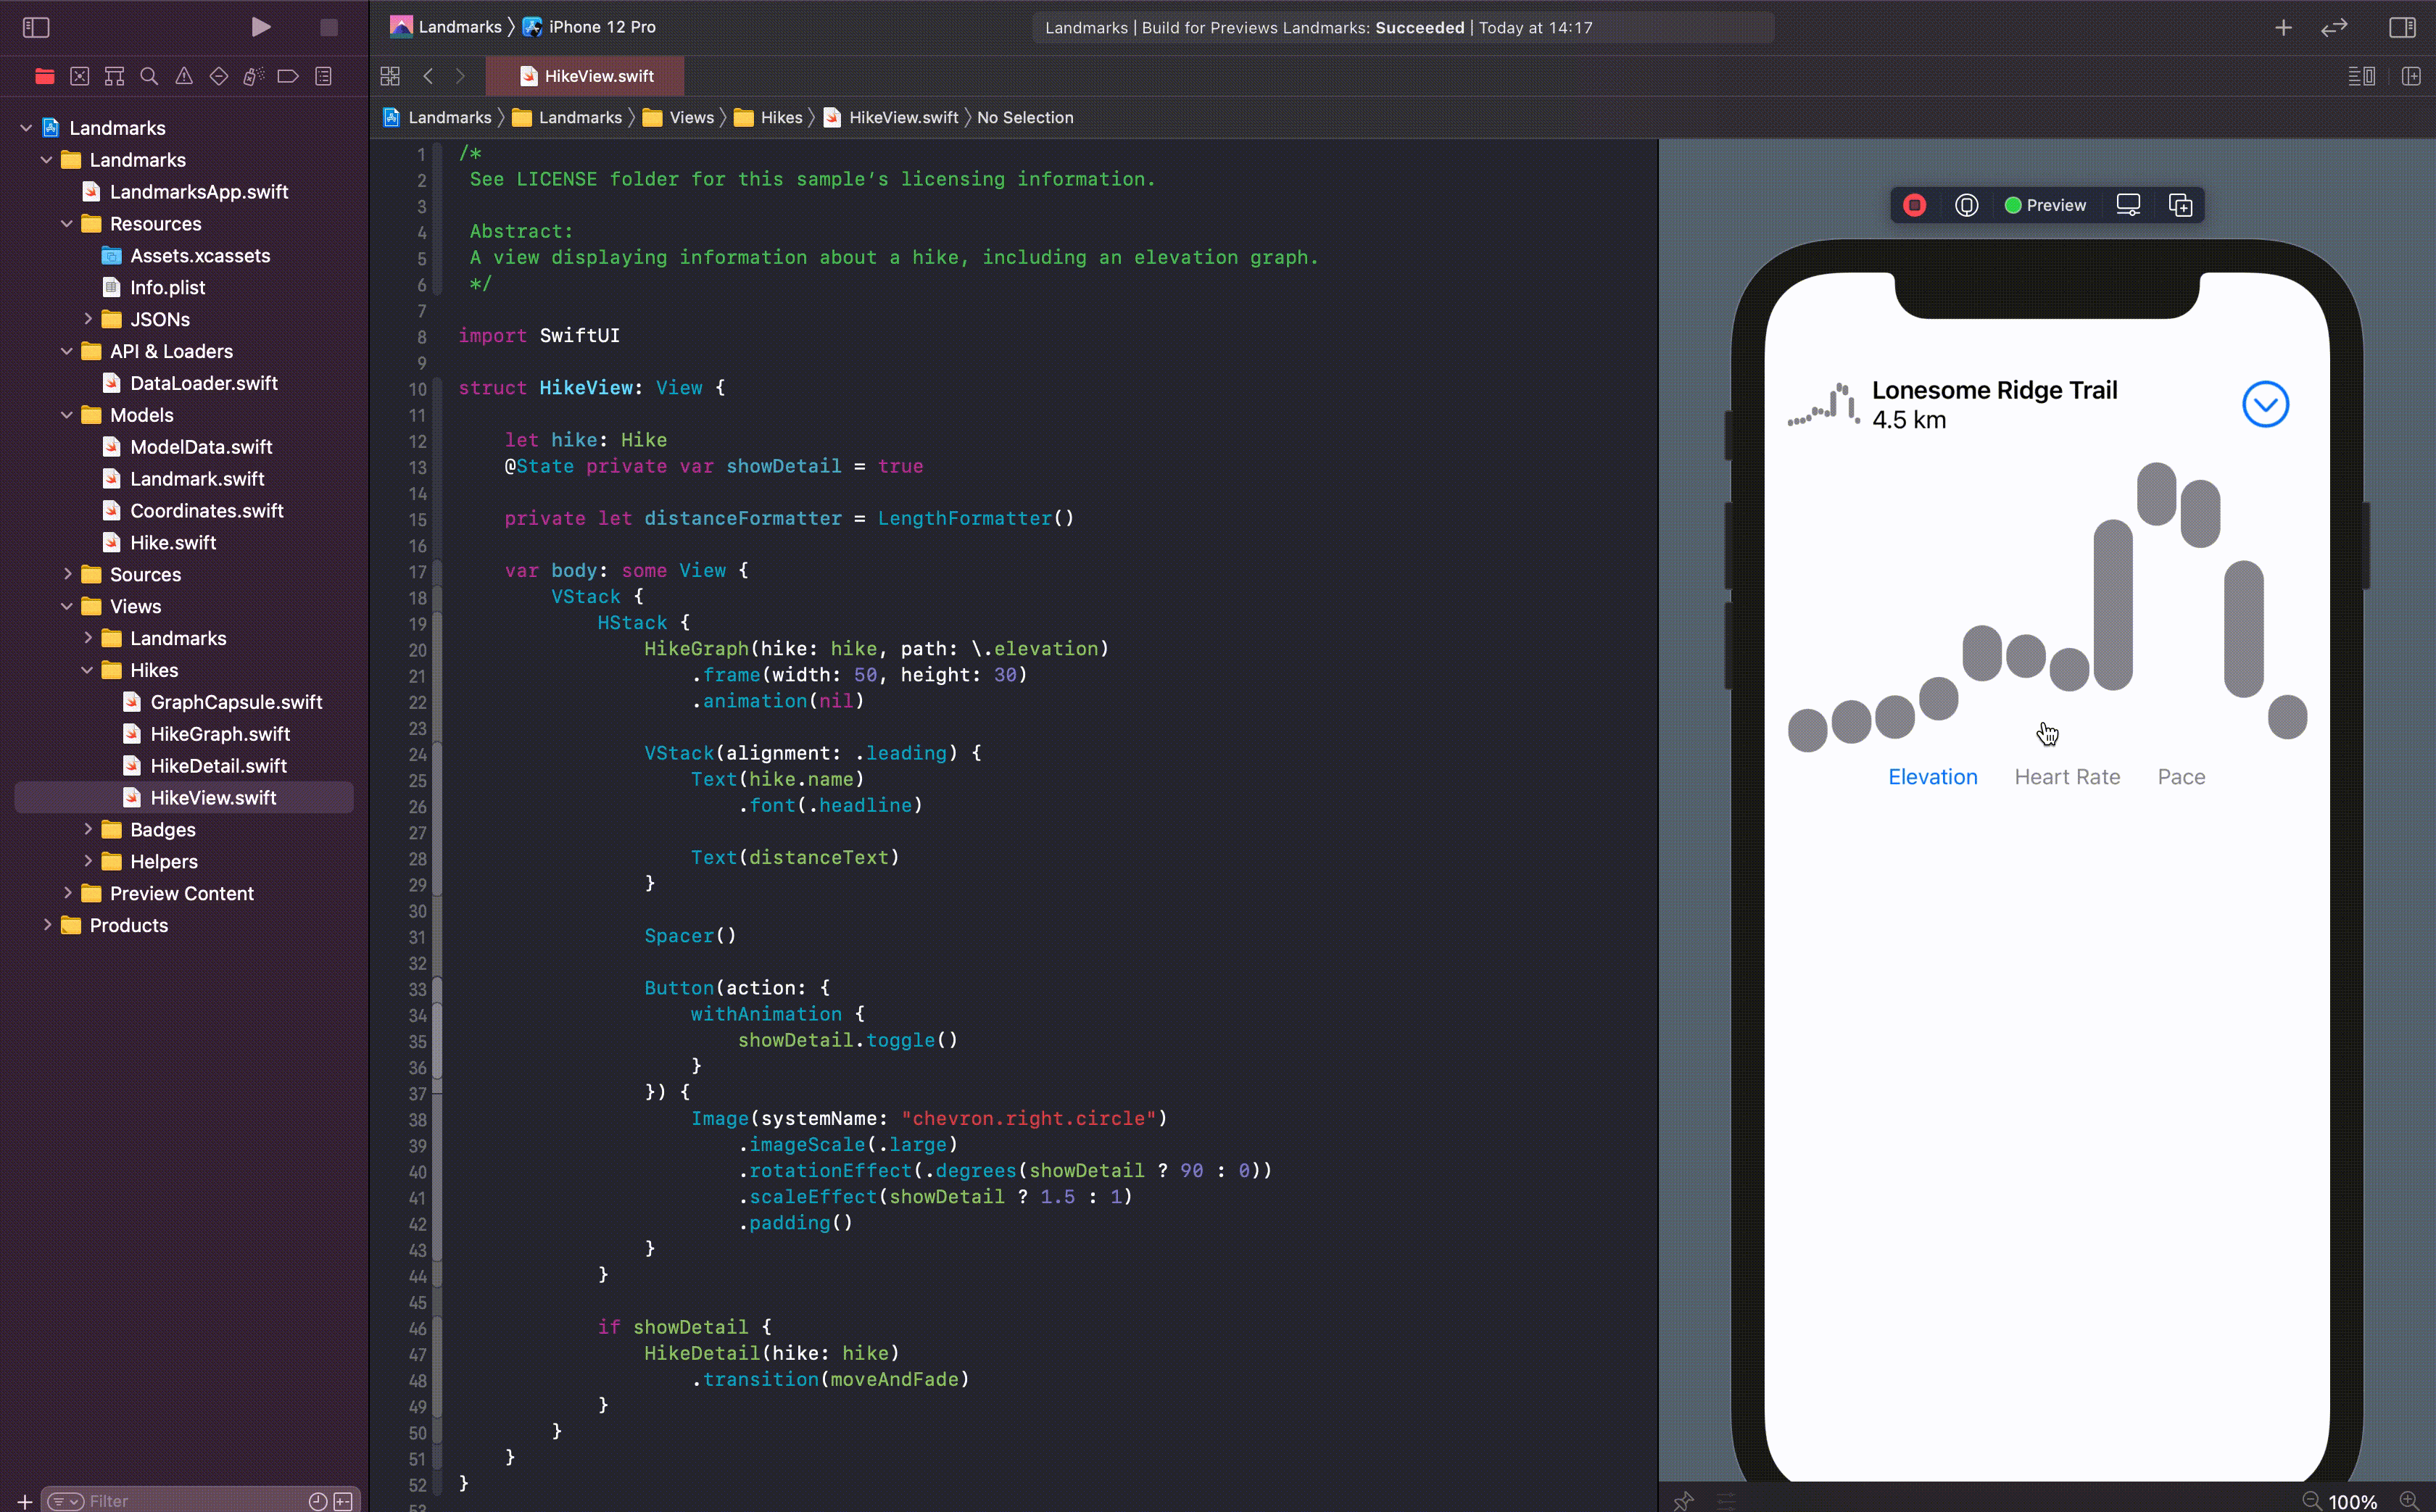 Landmarks 〉 iPhone 12 Pro
Landmarks | Build for Previews Landmarks: Succeeded | Today at 14:17
HikeView.swift
Landmarks 〉 Landmarks 〉 Views 〉 Hikes 〉 HikeView.swift 〉 No Selection
Landmarks
Landmarks
LandmarksApp.swift
Resources
Assets.xcassets
Info.plist
JSONs
API & Loaders
DataLoader.swift
Models
ModelData.swift
Landmark.swift
Coordinates.swift
Hike.swift
Sources
Views
Landmarks
Hikes
GraphCapsule.swift
HikeGraph.swift
HikeDetail.swift
HikeView.swift
Badges
Helpers
Preview Content
Products
Filter
1 /*
2 See LICENSE folder for this sample’s licensing information.
3
4 Abstract:
5 A view displaying information about a hike, including an elevation graph.
6 */
7
8 import SwiftUI
9
10 struct HikeView: View {
11
12 let hike: Hike
13 @State private var showDetail = true
14
15 private let distanceFormatter = LengthFormatter()
16
17 var body: some View {
18 VStack {
19 HStack {
20 HikeGraph(hike: hike, path: \.elevation)
21 .frame(width: 50, height: 30)
22 .animation(nil)
23
24 VStack(alignment: .leading) {
25 Text(hike.name)
26 .font(.headline)
27
28 Text(distanceText)
29 }
30
31 Spacer()
32
33 Button(action: {
34 withAnimation {
35 showDetail.toggle()
36 }
37 }) {
38 Image(systemName: "chevron.right.circle")
39 .imageScale(.large)
40 .rotationEffect(.degrees(showDetail ? 90 : 0))
41 .scaleEffect(showDetail ? 1.5 : 1)
42 .padding()
43 }
44 }
45
46 if showDetail {
47 HikeDetail(hike: hike)
48 .transition(moveAndFade)
49 }
50 }
51 }
52 }
53
Preview
Lonesome Ridge Trail
4.5 km
Elevation Heart Rate Pace
100%